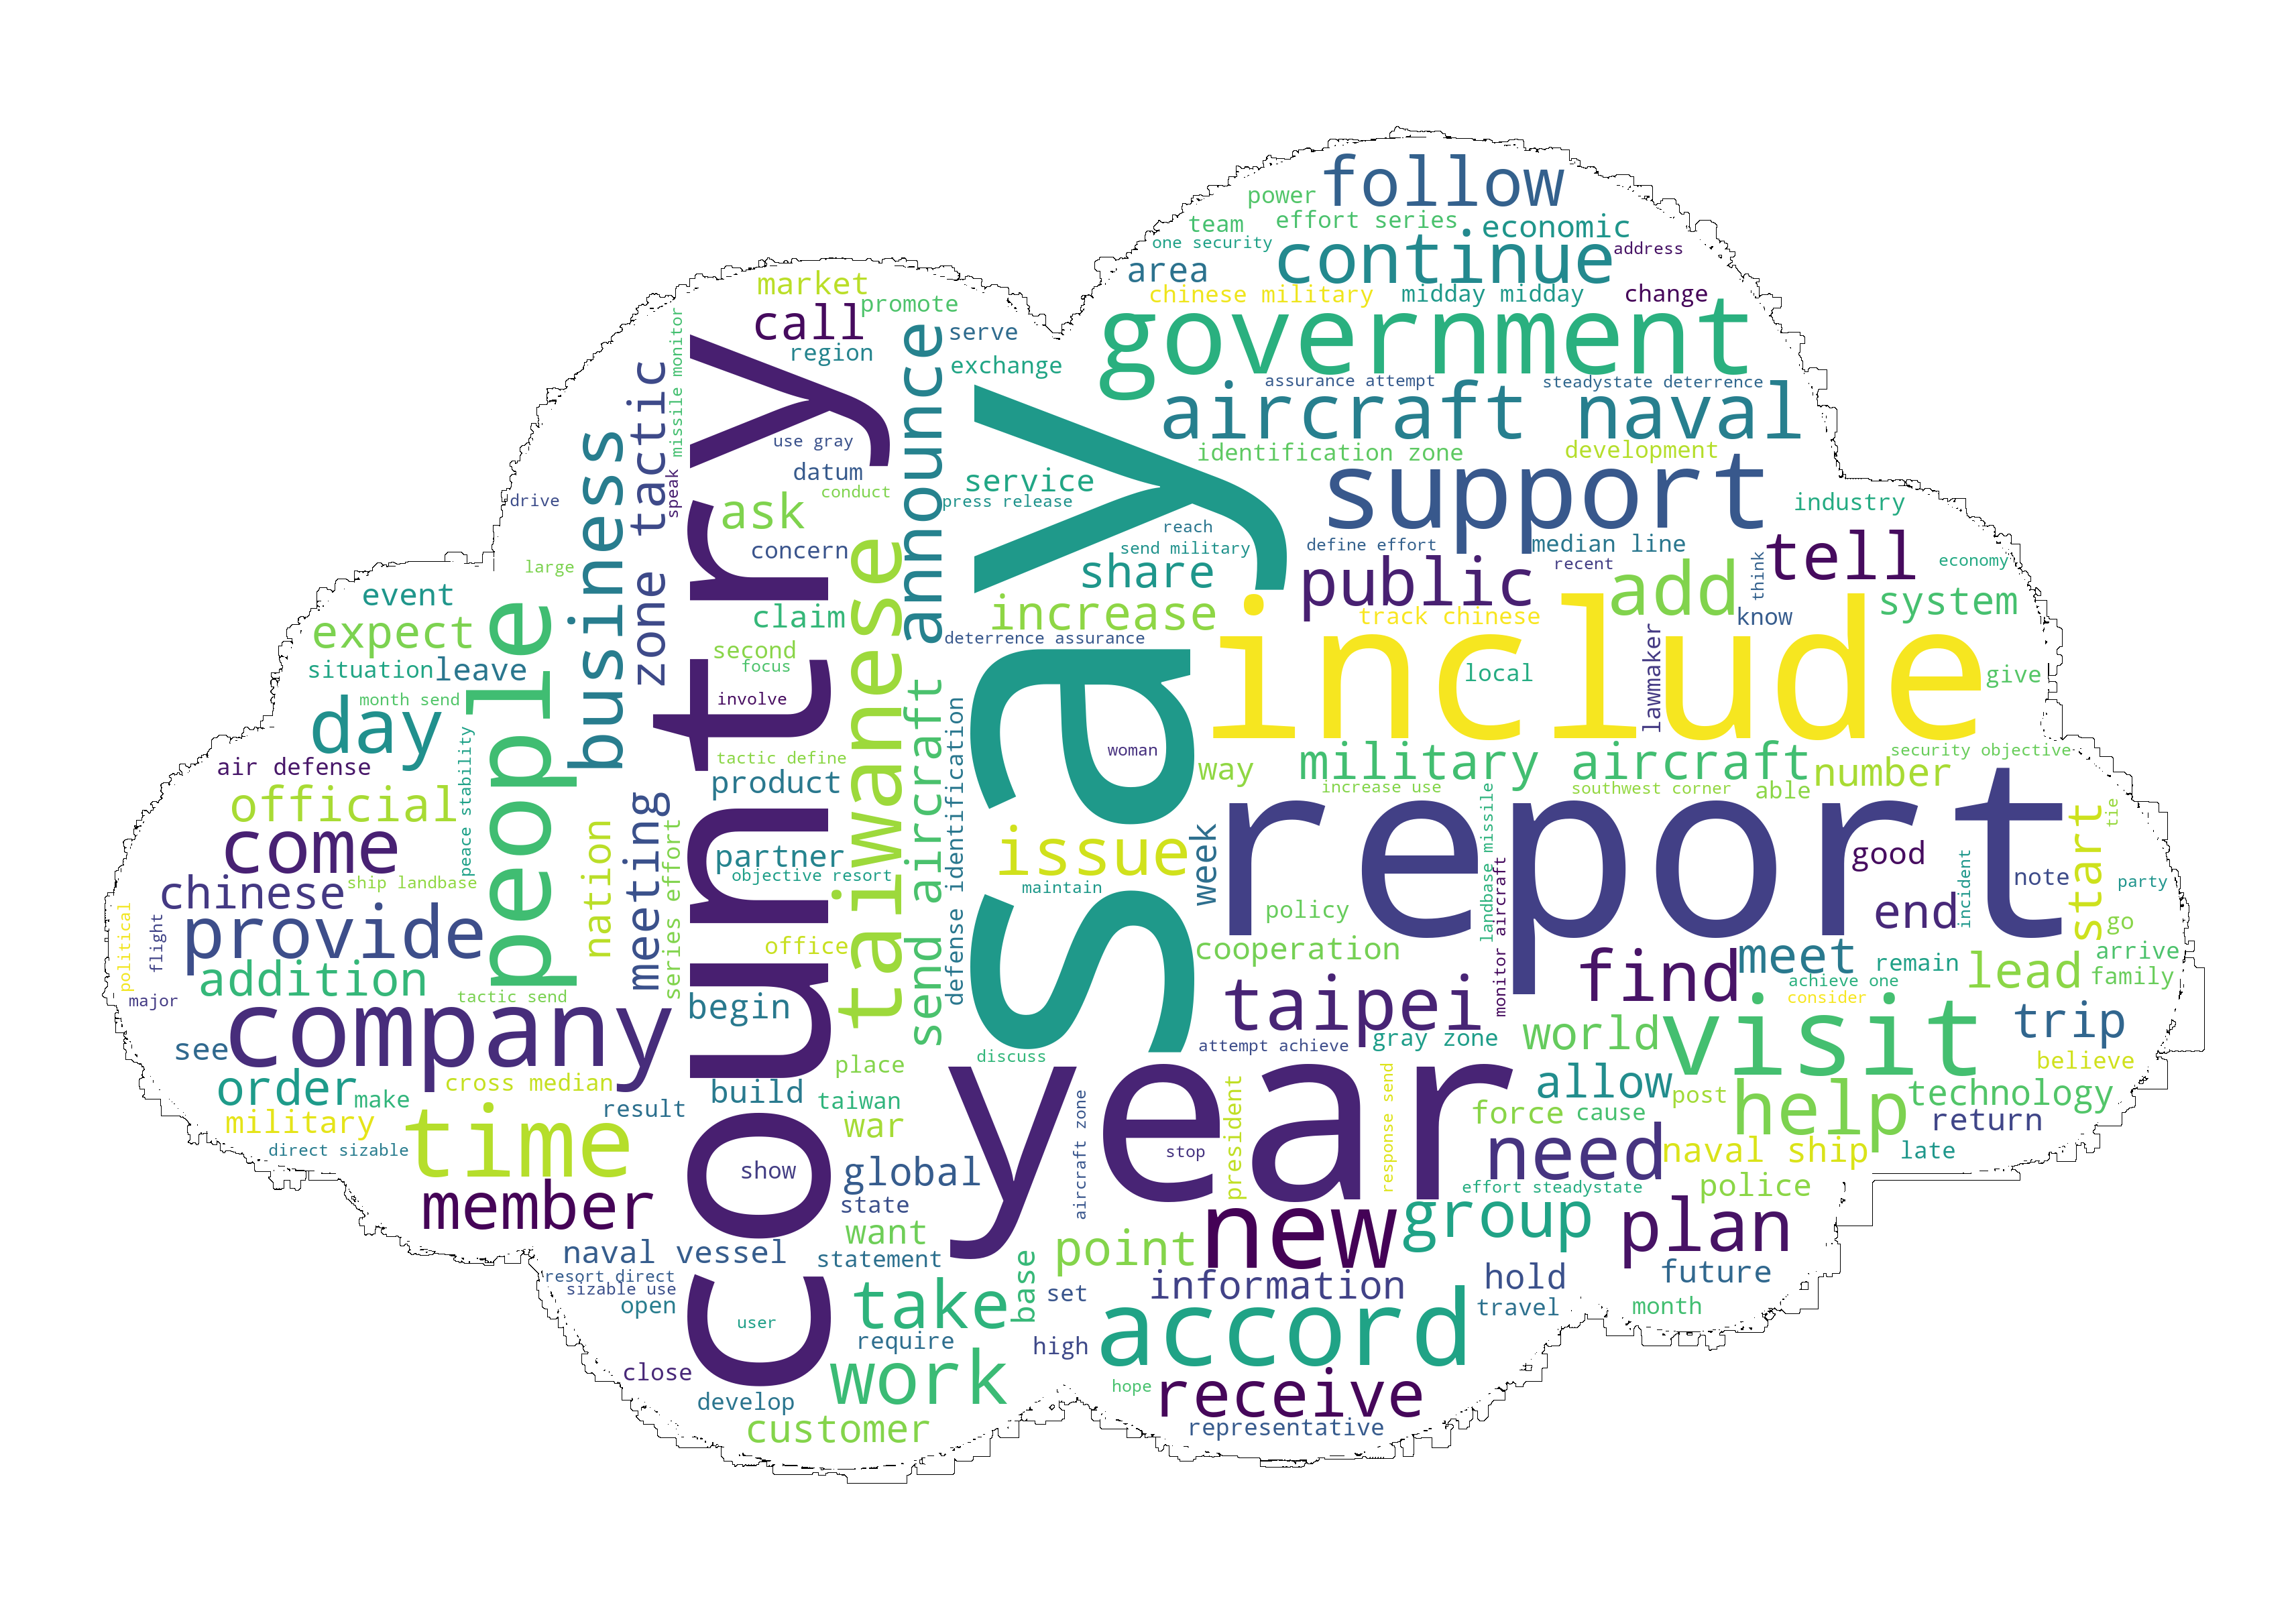 follow
power
effort series
team
economic
one security
continue
address
area
chinese military
midday midday
change
market
promote
government
call
serve
region
exchange
missile monitor
zone tactic
announce
assurance attempt
steadystate deterrence
aircraft naval
use gray
identification zone
development
business
datum
service
support
speak
conduct
press release
industry
drive
ask
reach
country
say
concern
send military
define effort
median line
tell
large
share
recent
think
economy
taiwanese
public
add
system
event
people
claim
increase
track chinese
know
expect
deterrence assurance
include
situation
leave
second
focus
local
lawmaker
give
month send
involve
day
send aircraft
defense identification
woman
air defense
tactic define
way
military aircraft
security objective
number
peace stability
product
increase use
southwest corner
able
official
meeting
report
start
tie
come
nation
series effort
issue
week
landbase missile
partner
good
objective resort
chinese
ship landbase
maintain
monitor aircraft
note
party
political
flight
provide
office
policy
end
incident
go
cooperation
meet
remain
arrive
addition
find
lead
family
major
tactic send
begin
taipei
achieve one
consider
company
visit
trip
see
place
discuss
attempt achieve
gray zone
world
believe
order
make
cross median
build
year
allow
post
technology
military
result
taiwan
aircraft zone
president
response send
force
cause
help
return
time
war
direct sizable
show
stop
need
naval ship
late
global
effort steadystate
police
member
state
new
group
plan
want
naval vessel
statement
point
resort direct
sizable use
base
information
hold
future
open
take
set
travel
month
user
accord
require
high
close
work
hope
receive
develop
customer
representative